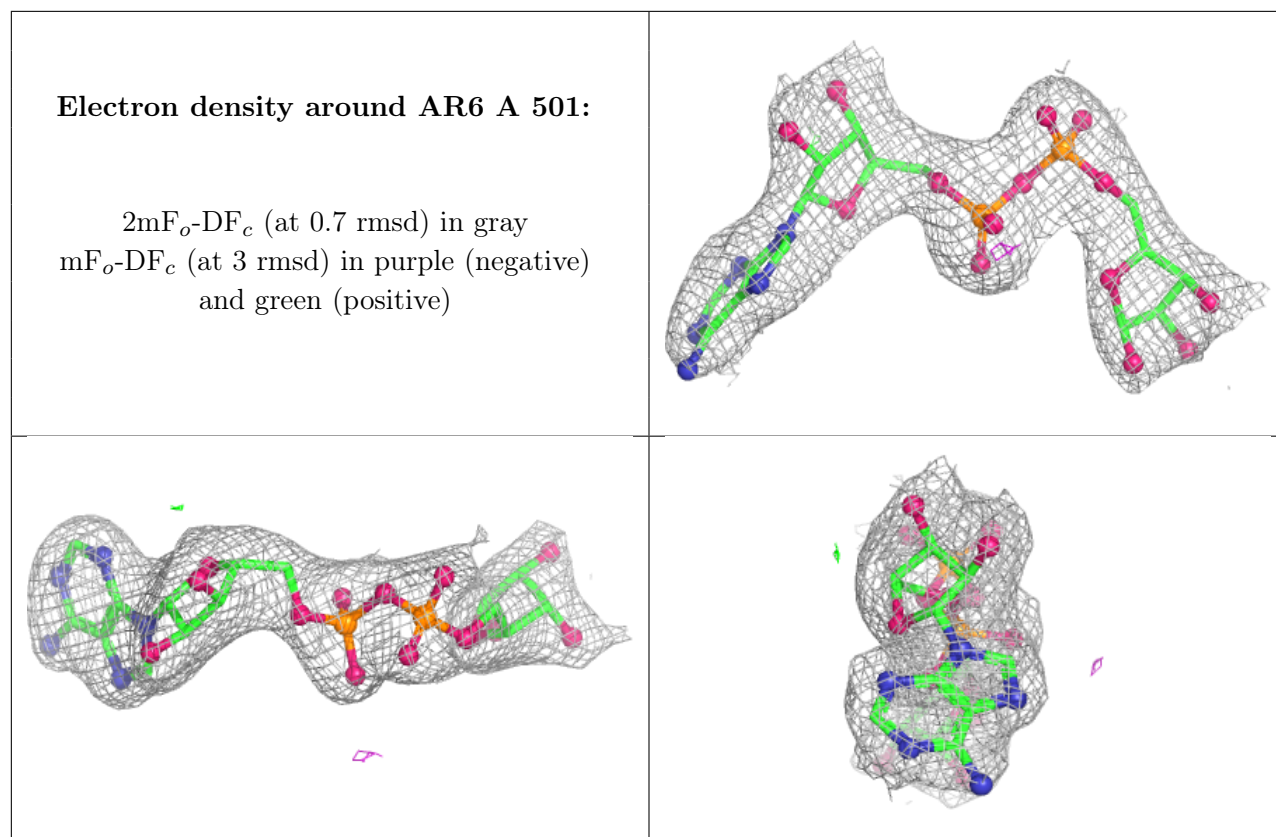 Electron density around AR6 A 501:
2mFo-DFc (at 0.7 rmsd) in gray
mFo-DFc (at 3 rmsd) in purple (negative)
and green (positive)